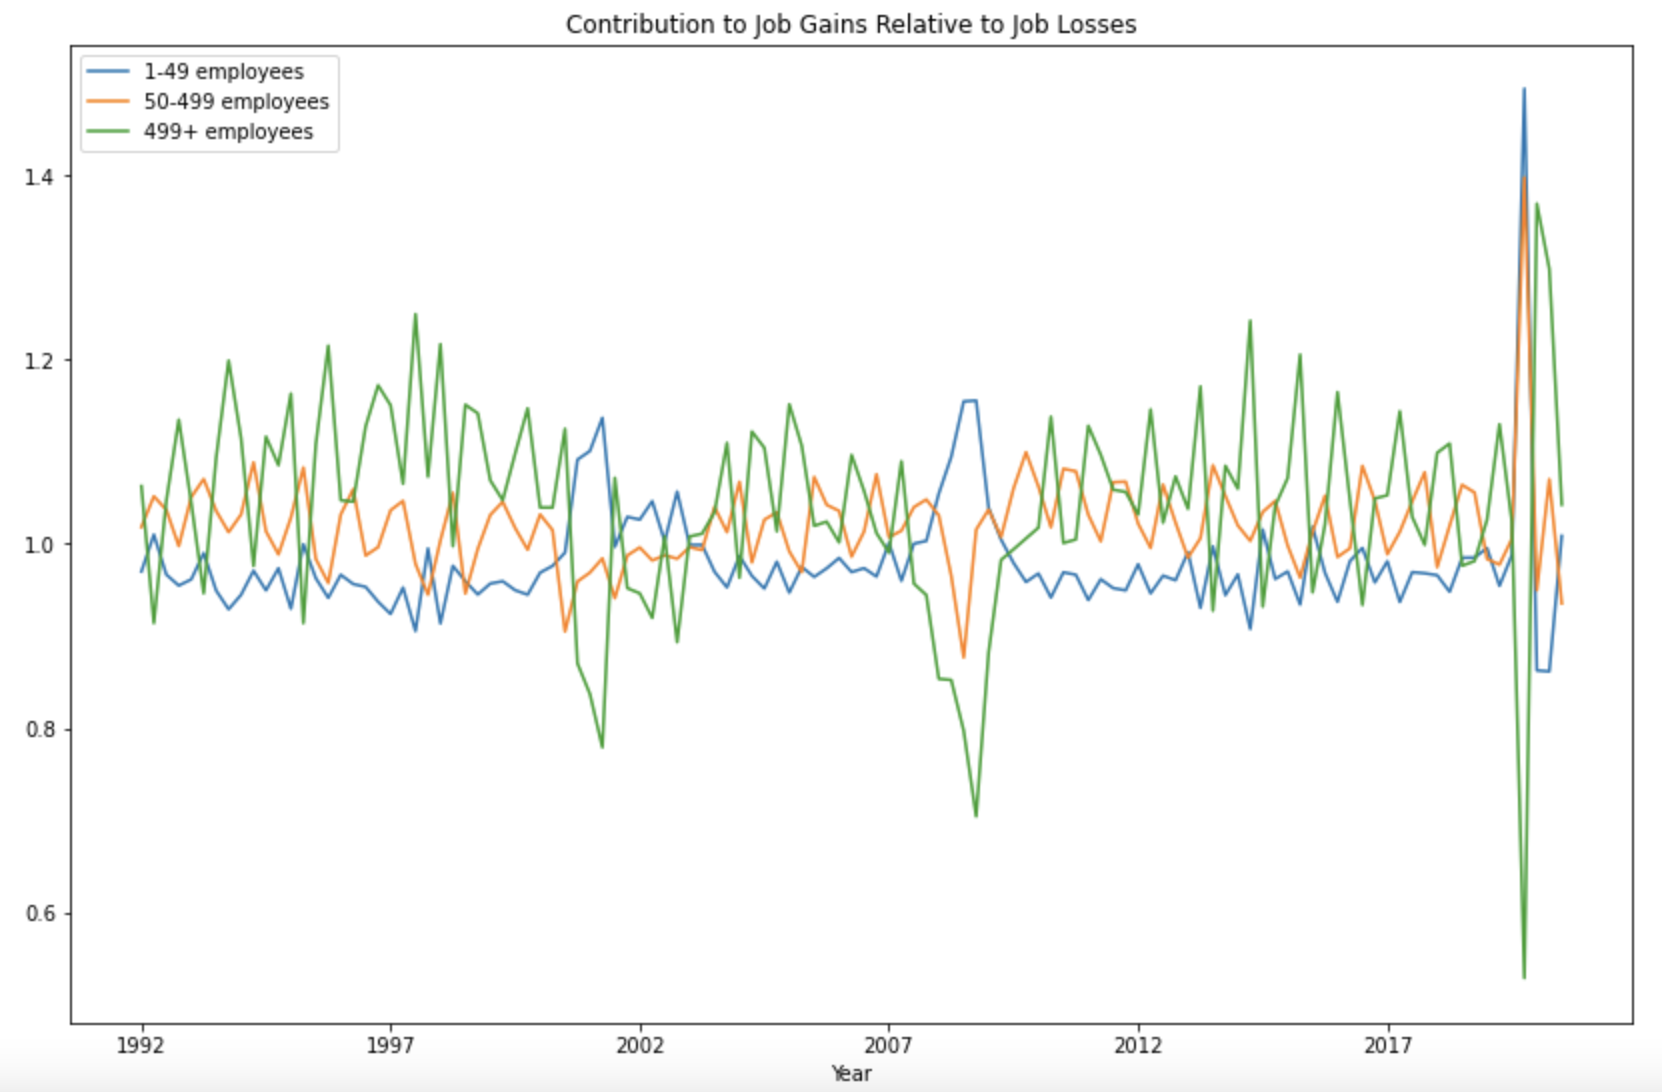 Contribution to Job Gains Relative to Job Losses
1-49 employees
50-499 employees
499+ employees
1.4
1.2
1.0
0.8
0.6
1992 1997 2002 2007 2012 2017
Year